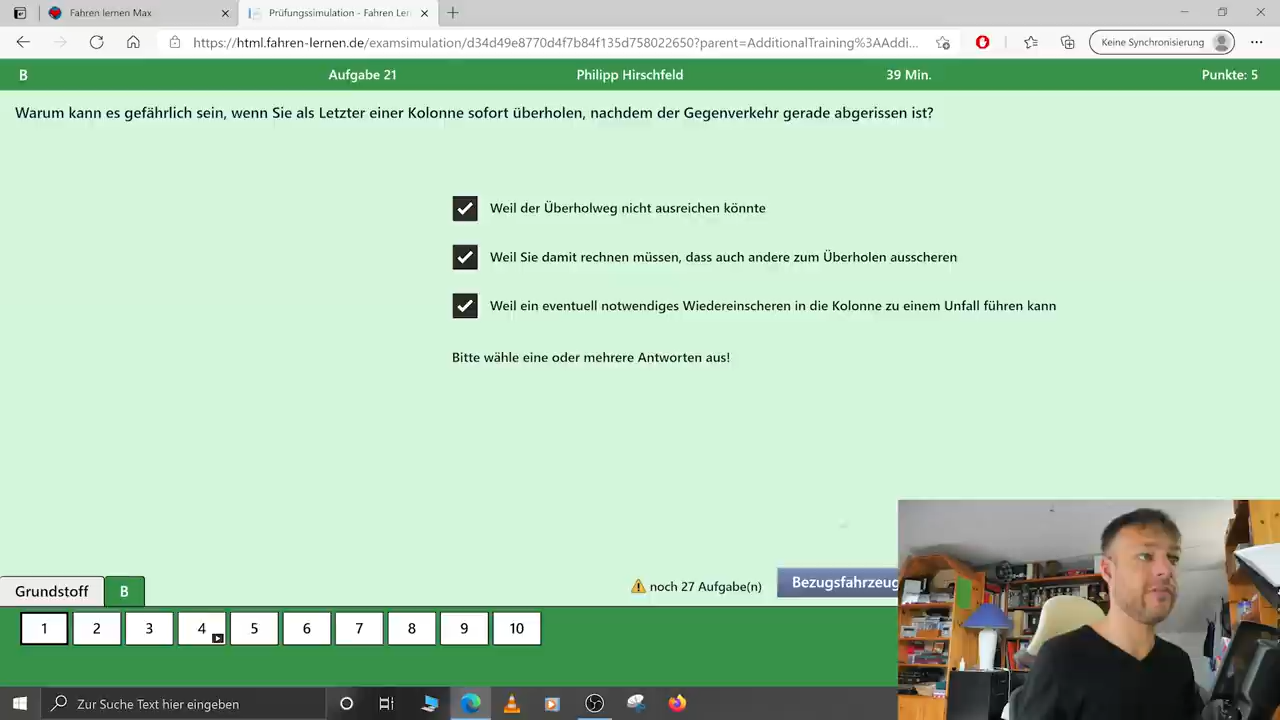 Fahren lernen Max
Prüfungssimulation - Fahren Ler
https://html.fahren-lernen.de/examsimulation/d34d49e8770d4f7b84f135d758022650?parent=AdditionalTraining%3AAddi...
Keine Synchronisierung
B
Aufgabe 21
Philipp Hirschfeld
39 Min.
Punkte: 5
Warum kann es gefährlich sein, wenn Sie als Letzter einer Kolonne sofort überholen, nachdem der Gegenverkehr gerade abgerissen ist?
Weil der Überholweg nicht ausreichen könnte
Weil Sie damit rechnen müssen, dass auch andere zum Überholen ausscheren
Weil ein eventuell notwendiges Wiedereinscheren in die Kolonne zu einem Unfall führen kann
Bitte wähle eine oder mehrere Antworten aus!
Grundstoff
B
noch 27 Aufgabe(n)
Bezugsfahrzeug
1
2
3
4
5
6
7
8
9
10
Zur Suche Text hier eingeben